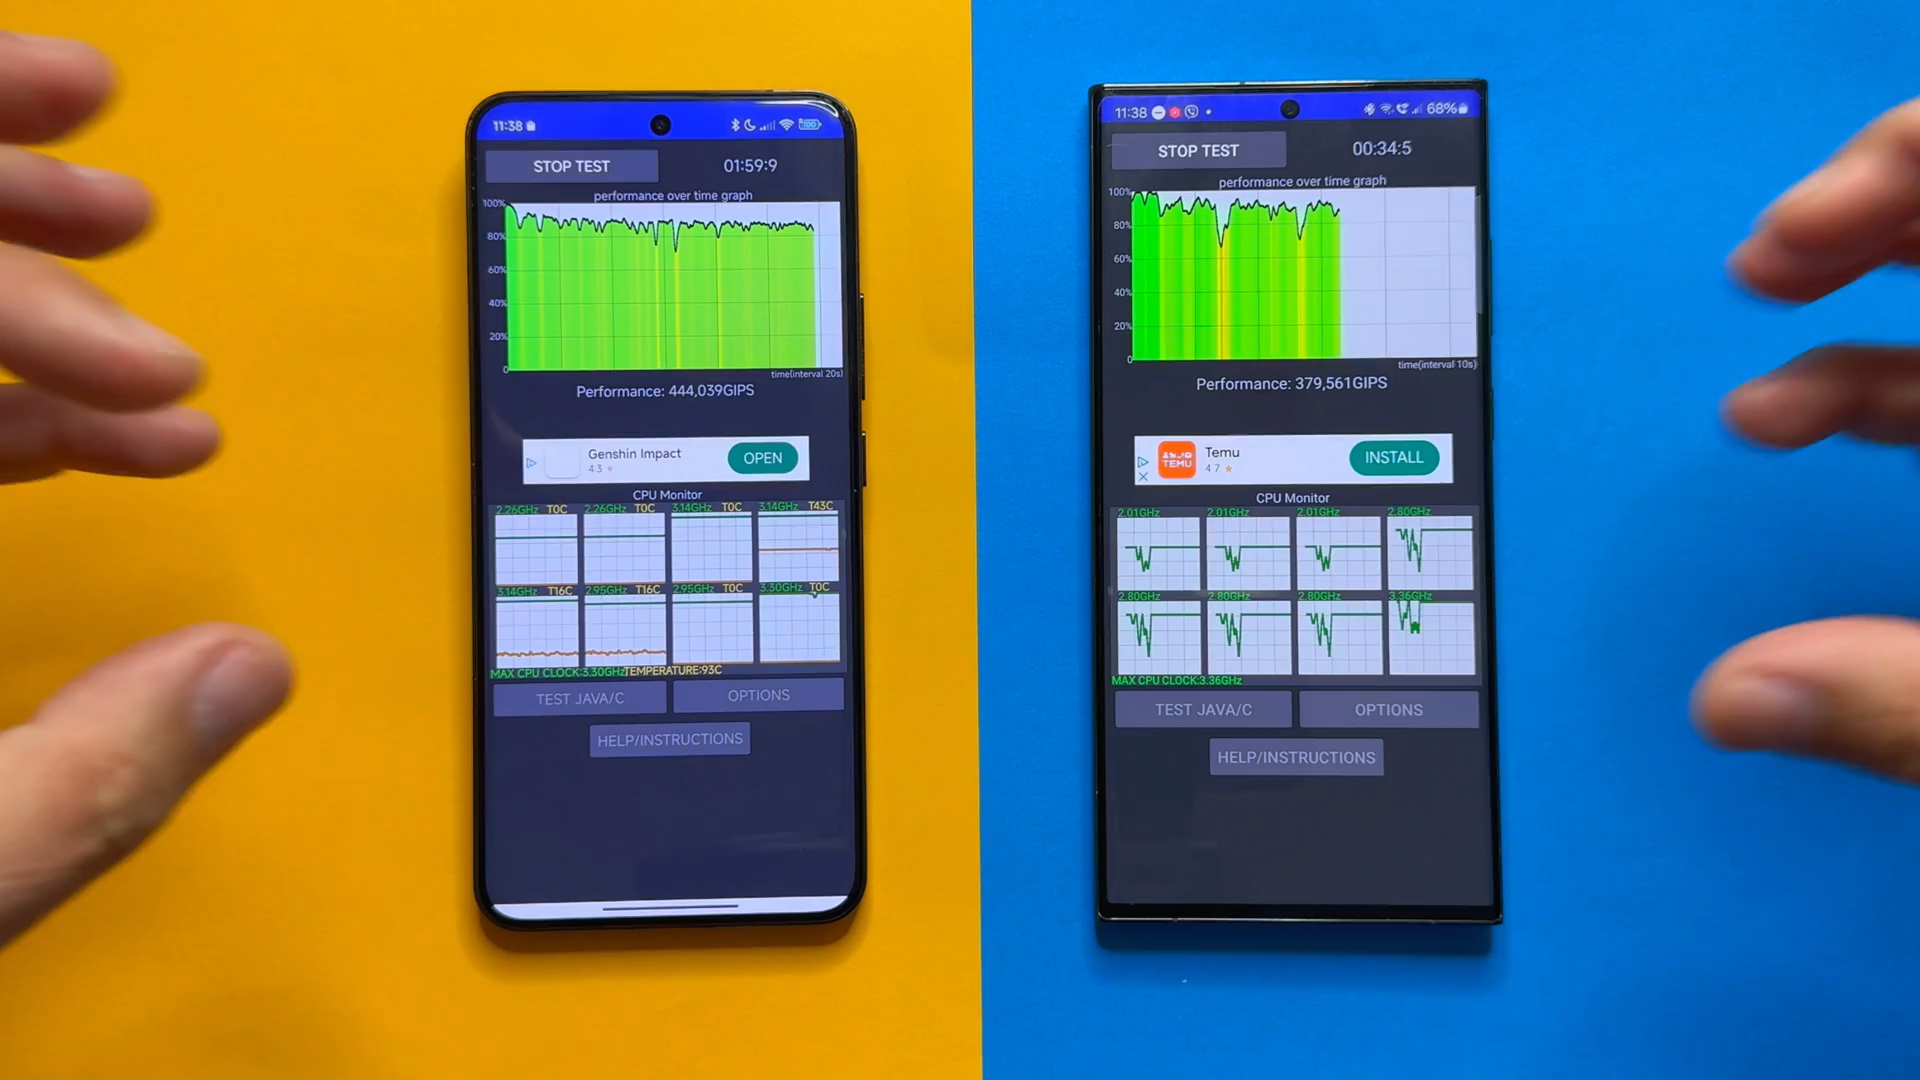 11:38
100
STOP TEST
01:59:9
performance over time graph
100%
80%
60%
40%
20%
0
time(interval 20s)
Performance: 444,039GIPS
Genshin Impact
4.3 ★
OPEN
CPU Monitor
2.26GHz T0C 2.26GHz T0C 3.14GHz T0C 3.14GHz T43C
3.14GHz T16C 2.95GHz T16C 2.95GHz T0C 3.30GHz T0C
MAX CPU CLOCK:3.30GHz TEMPERATURE:93C
TEST JAVA/C
OPTIONS
HELP/INSTRUCTIONS
11:38
68%
STOP TEST
00:34:5
performance over time graph
100%
80%
60%
40%
20%
0
time(interval 10s)
Performance: 379,561GIPS
TEMU
Temu
4.7 ★
INSTALL
CPU Monitor
2.01GHz 2.01GHz 2.01GHz 2.80GHz
2.80GHz 2.80GHz 2.80GHz 3.36GHz
MAX CPU CLOCK:3.36GHz
TEST JAVA/C
OPTIONS
HELP/INSTRUCTIONS